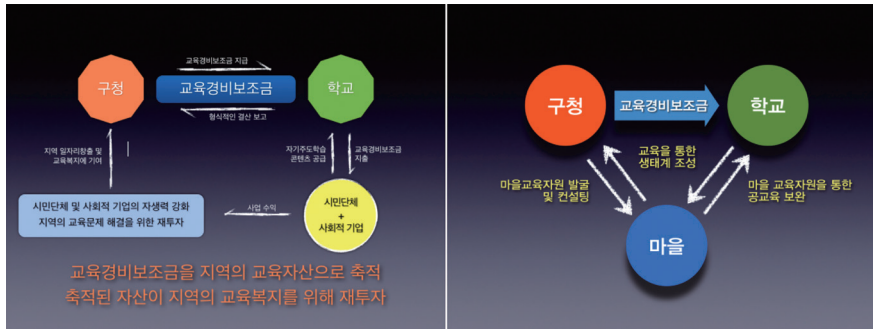 교육경비보조금 지급
구청
교육경비보조금
학교
형식적인 결산 보고
지역 일자리창출 및
교육복지에 기여
자기주도학습
콘텐츠 공급
교육경비보조금
지출
시민단체 및 사회적 기업의 자생력 강화
지역의 교육문제 해결을 위한 재투자
사업 수익
시민단체
+
사회적 기업
교육경비보조금을 지역의 교육자산으로 축적
축적된 자산이 지역의 교육복지를 위해 재투자
구청
교육경비보조금
학교
교육을 통한
생태계 조성
마을교육자원 발굴
및 컨설팅
마을 교육자원을 통한
공교육 보완
마을